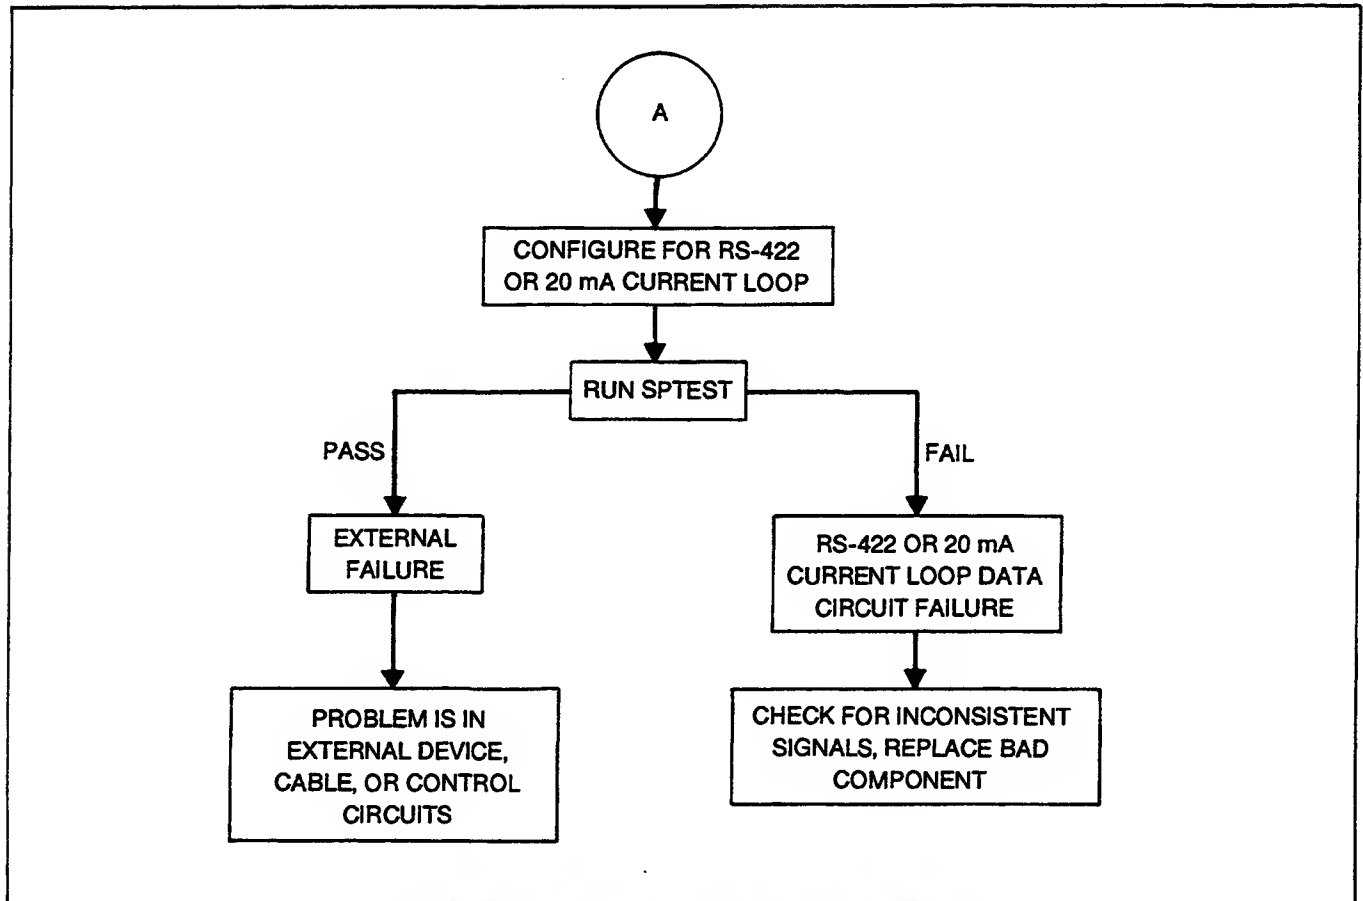 A
CONFIGURE FOR RS-422
OR 20 mA CURRENT LOOP
RUN SPTEST
PASS
FAIL
EXTERNAL
FAILURE
RS-422 OR 20 mA
CURRENT LOOP DATA
CIRCUIT FAILURE
PROBLEM IS IN
EXTERNAL DEVICE,
CABLE, OR CONTROL
CIRCUITS
CHECK FOR INCONSISTENT
SIGNALS, REPLACE BAD
COMPONENT